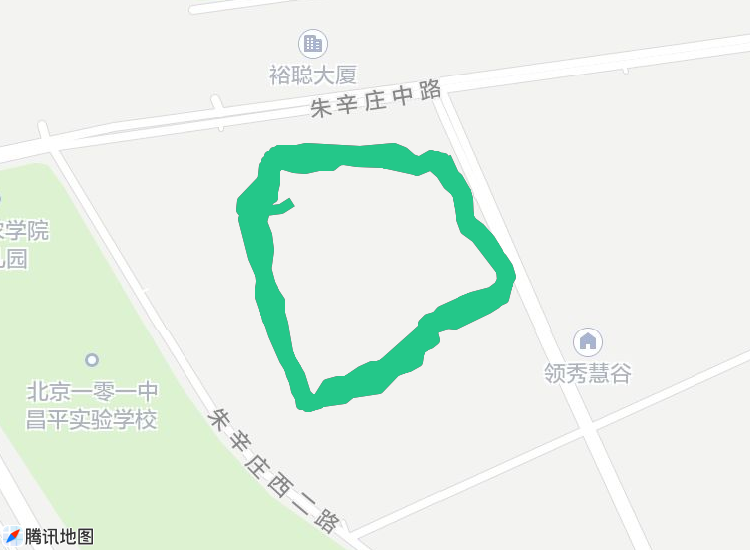 裕聪大厦
朱辛庄中路
学院
园
领秀慧谷
北京一零一中
昌平实验学校
朱辛庄西二路
腾讯地图